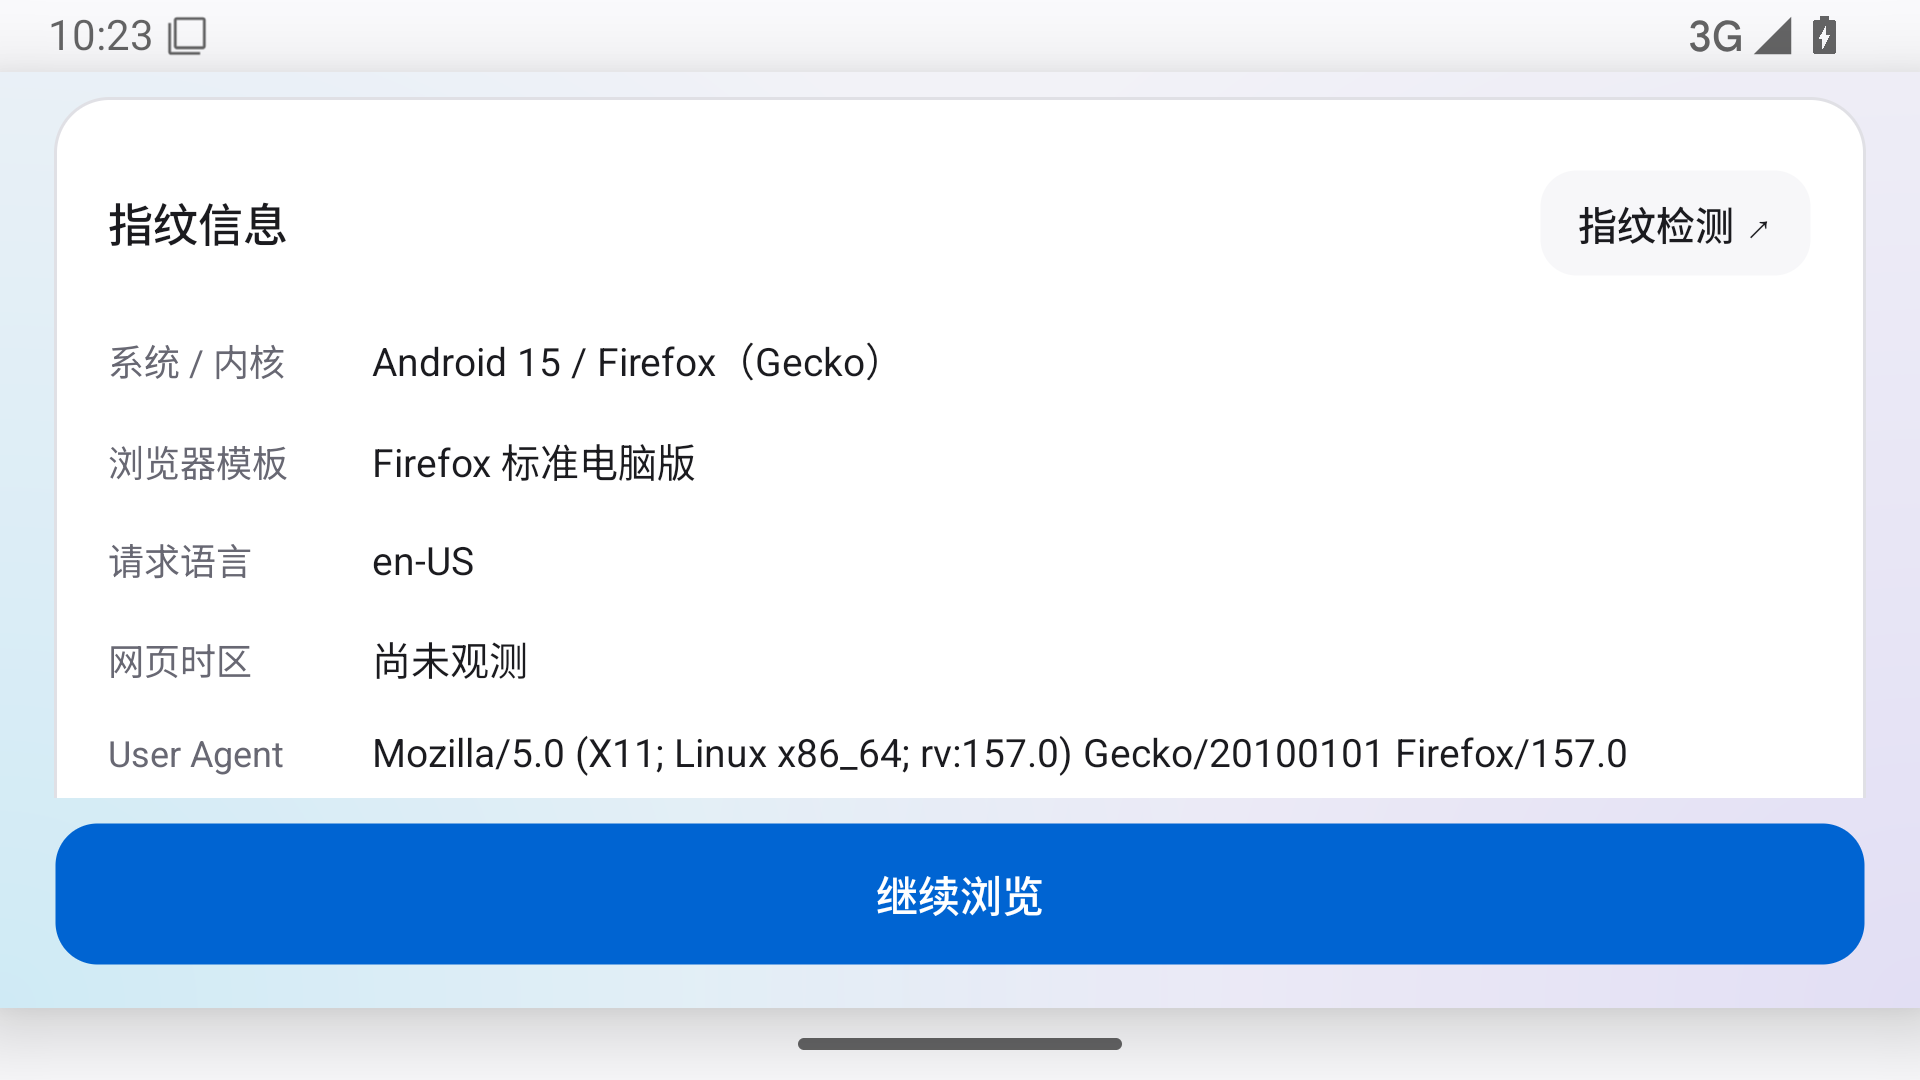 10:23
3G
指纹信息
指纹检测 ↗
系统 / 内核 Android 15 / Firefox（Gecko）
浏览器模板 Firefox 标准电脑版
请求语言 en-US
网页时区 尚未观测
User Agent Mozilla/5.0 (X11; Linux x86_64; rv:157.0) Gecko/20100101 Firefox/157.0
继续浏览